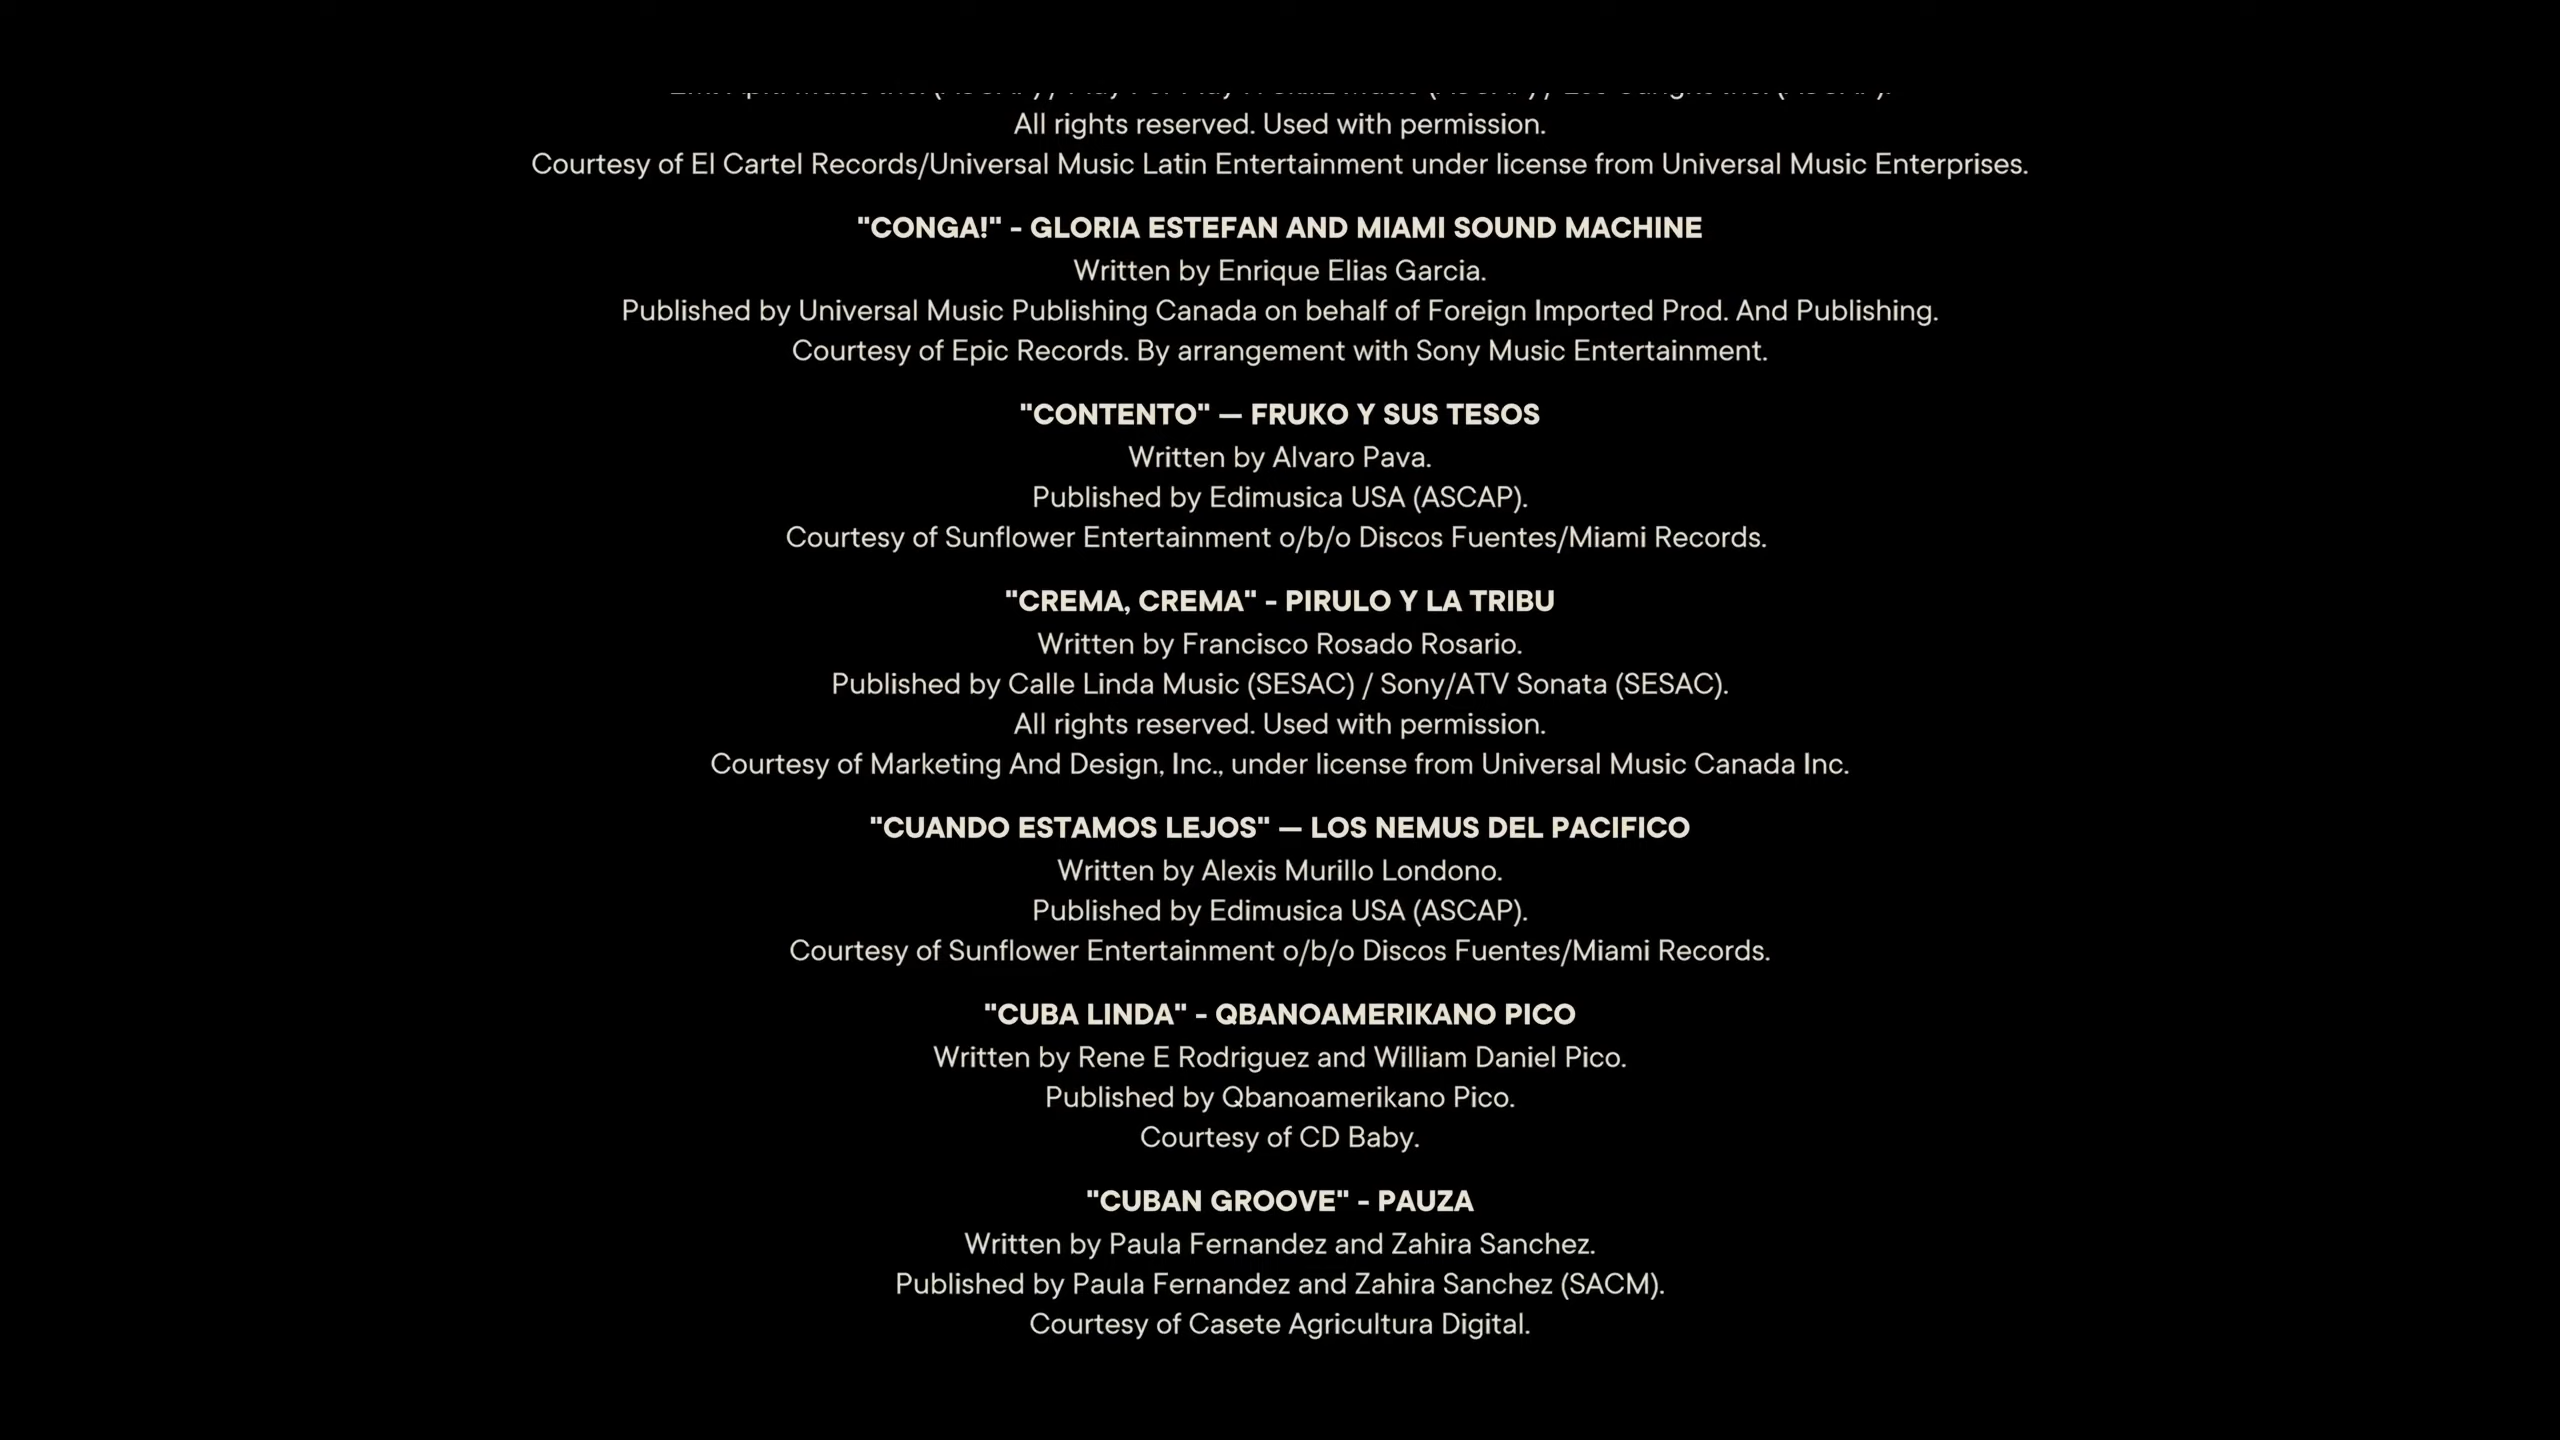 All rights reserved. Used with permission.
Courtesy of El Cartel Records/Universal Music Latin Entertainment under license from Universal Music Enterprises.
"CONGA!" - GLORIA ESTEFAN AND MIAMI SOUND MACHINE
Written by Enrique Elias Garcia.
Published by Universal Music Publishing Canada on behalf of Foreign Imported Prod. And Publishing.
Courtesy of Epic Records. By arrangement with Sony Music Entertainment.
"CONTENTO" — FRUKO Y SUS TESOS
Written by Alvaro Pava.
Published by Edimusica USA (ASCAP).
Courtesy of Sunflower Entertainment o/b/o Discos Fuentes/Miami Records.
"CREMA, CREMA" - PIRULO Y LA TRIBU
Written by Francisco Rosado Rosario.
Published by Calle Linda Music (SESAC) / Sony/ATV Sonata (SESAC).
All rights reserved. Used with permission.
Courtesy of Marketing And Design, Inc., under license from Universal Music Canada Inc.
"CUANDO ESTAMOS LEJOS" — LOS NEMUS DEL PACIFICO
Written by Alexis Murillo Londono.
Published by Edimusica USA (ASCAP).
Courtesy of Sunflower Entertainment o/b/o Discos Fuentes/Miami Records.
"CUBA LINDA" - QBANOAMERIKANO PICO
Written by Rene E Rodriguez and William Daniel Pico.
Published by Qbanoamerikano Pico.
Courtesy of CD Baby.
"CUBAN GROOVE" - PAUZA
Written by Paula Fernandez and Zahira Sanchez.
Published by Paula Fernandez and Zahira Sanchez (SACM).
Courtesy of Casete Agricultura Digital.